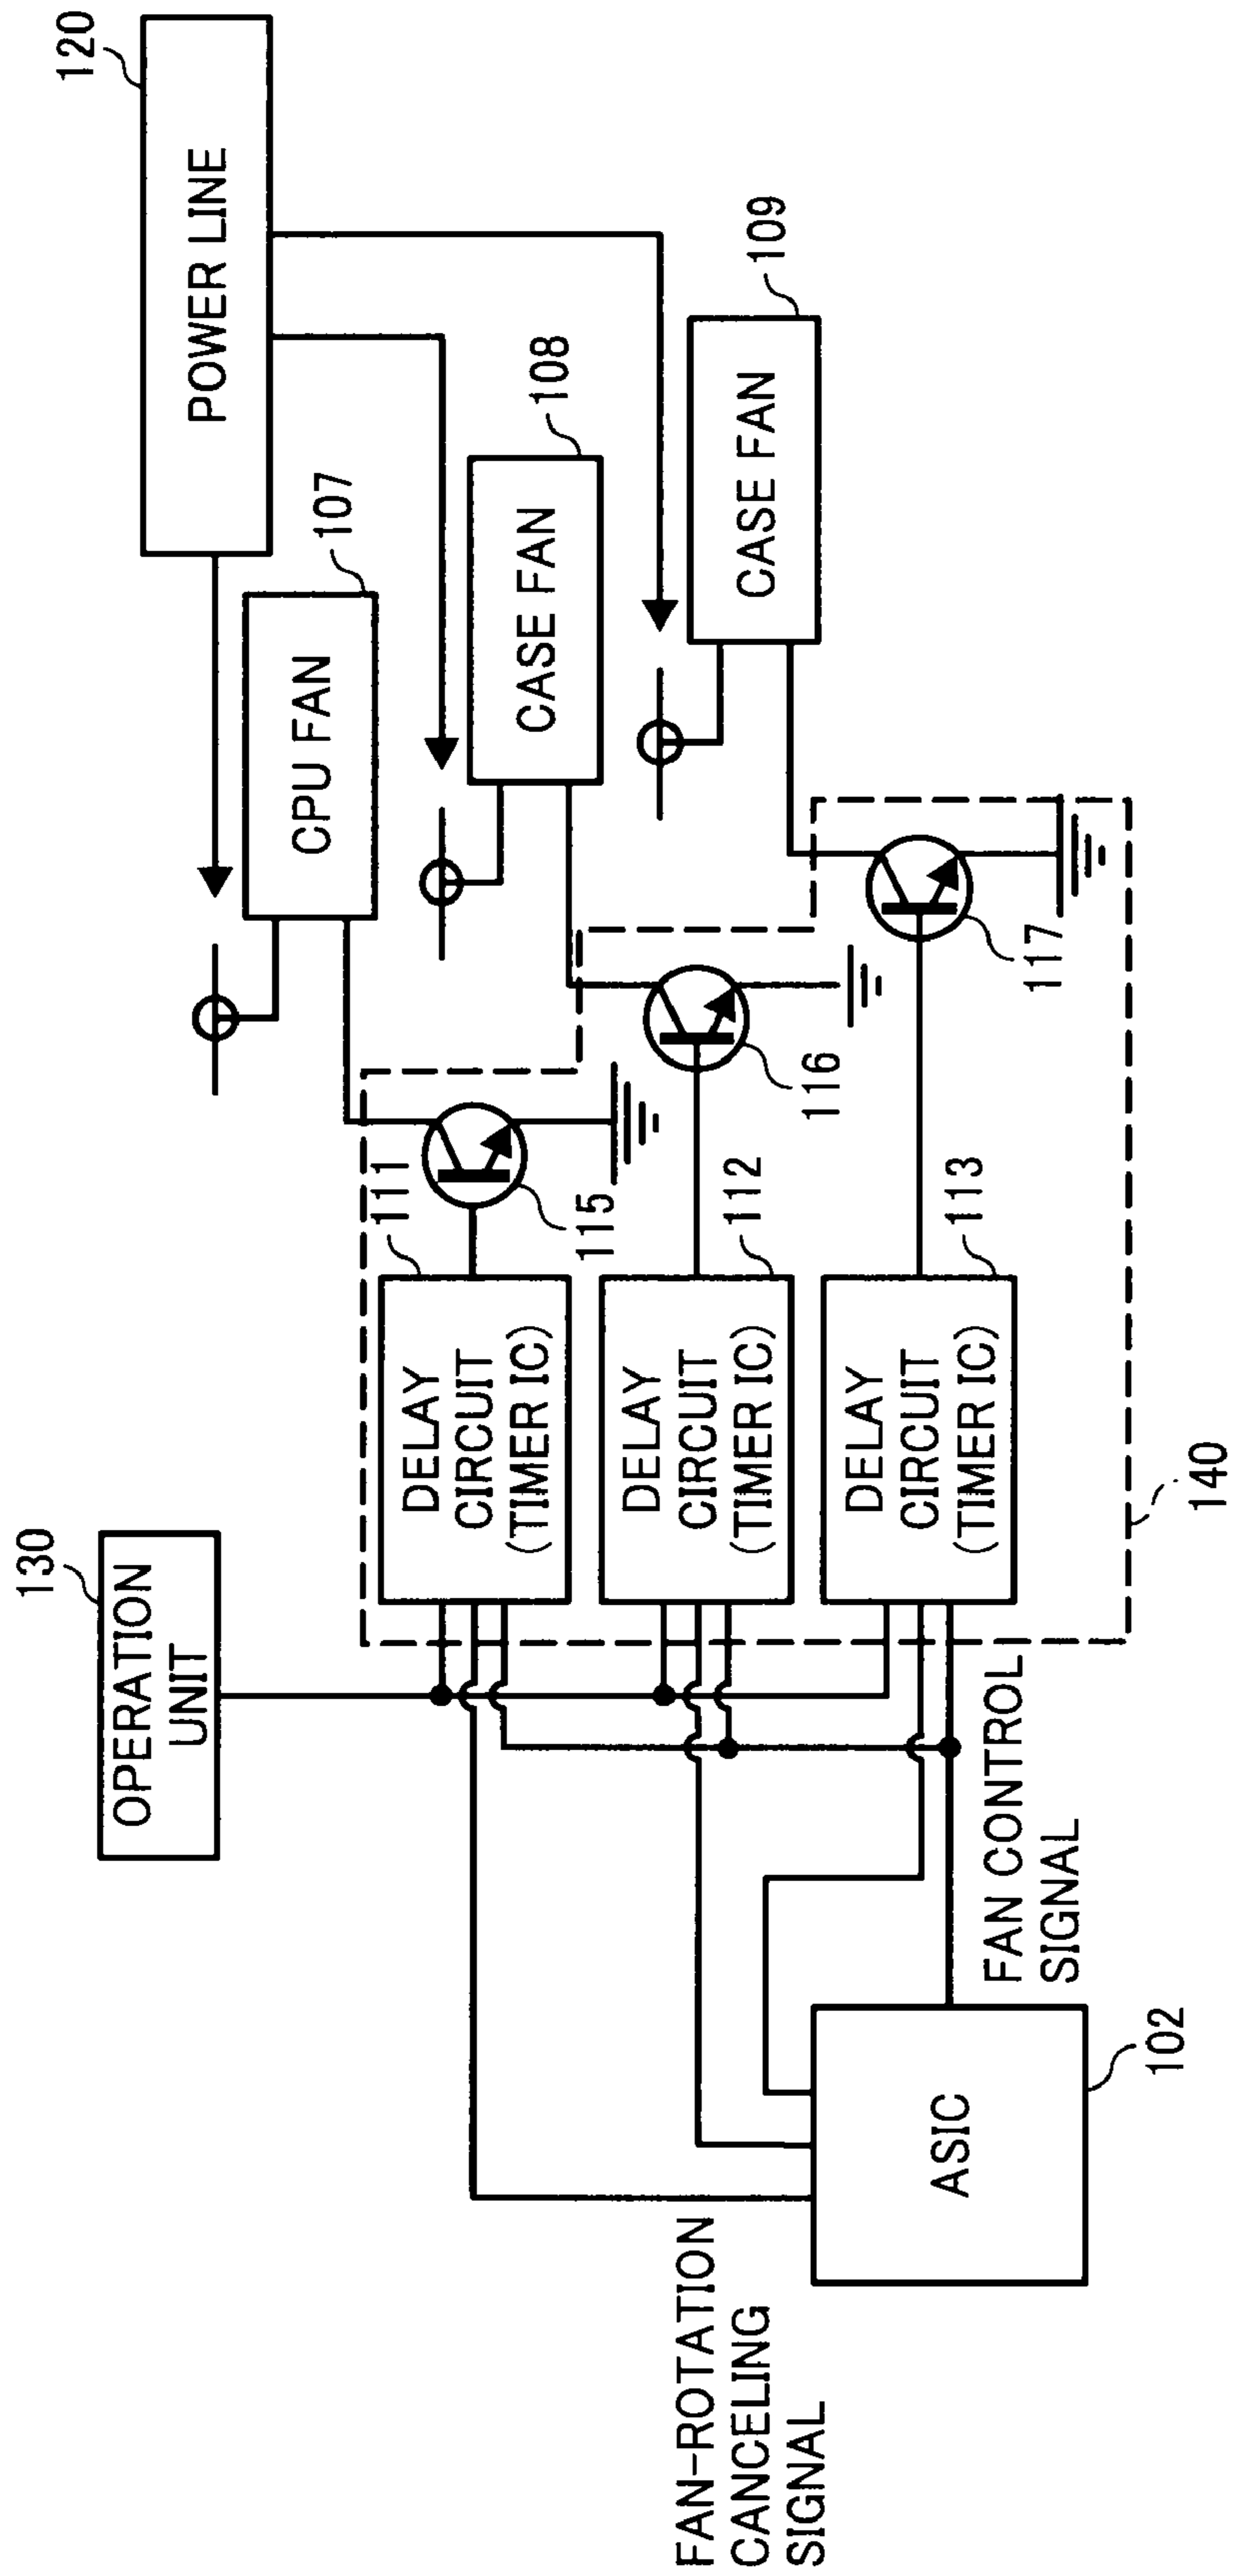 120
POWER LINE
109
CASE FAN
108
CASE FAN
107
CPU FAN
117
116
115
111
DELAY
CIRCUIT
(TIMER IC)
112
DELAY
CIRCUIT
(TIMER IC)
113
DELAY
CIRCUIT
(TIMER IC)
140
130
OPERATION
UNIT
FAN CONTROL
SIGNAL
102
ASIC
FAN-ROTATION
CANCELING
SIGNAL